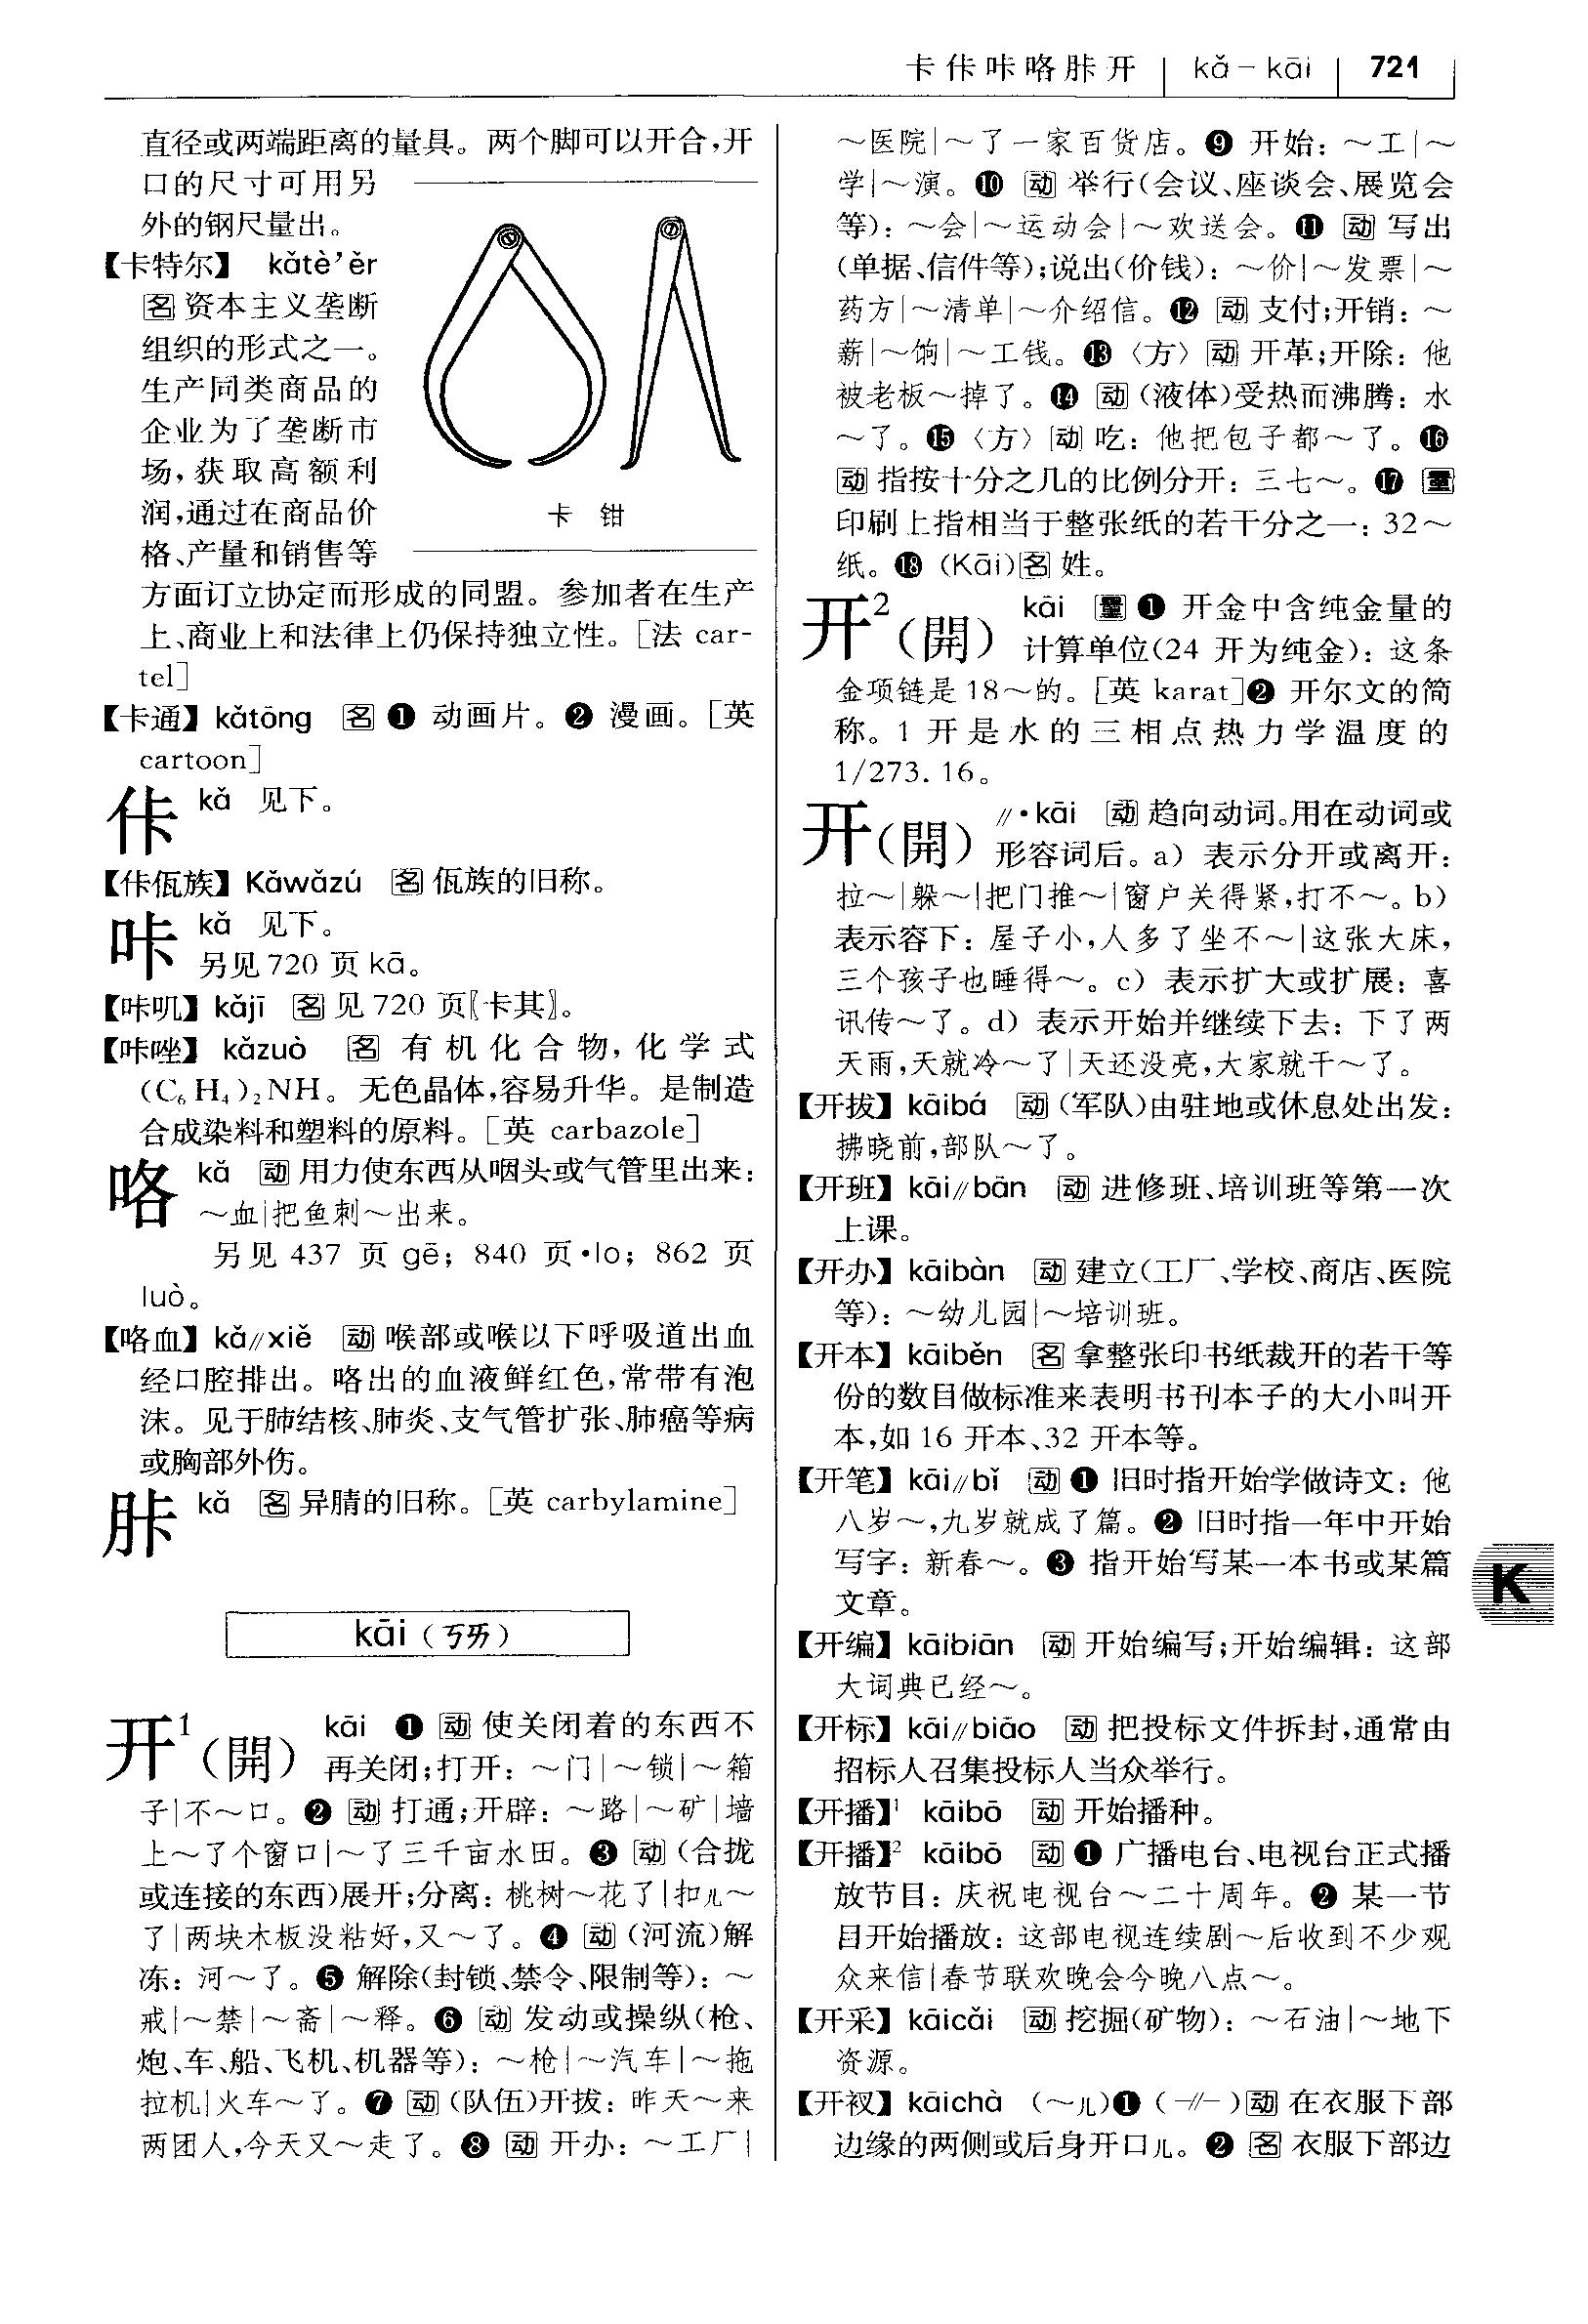 卡佧咔咯胩开 kǎ－kāi 721
直径或两端距离的量具。两个脚可以开合，开
口的尺寸可用另
外的钢尺量出。
【卡特尔】 kǎtè’ěr
名 资本主义垄断
组织的形式之一。
生产同类商品的
企业为了垄断市
场，获取高额利
润，通过在商品价
格、产量和销售等
方面订立协定而形成的同盟。参加者在生产
上、商业上和法律上仍保持独立性。［法 car-
tel］
卡 钳
【卡通】kǎtōng 名 ❶ 动画片。❷ 漫画。［英
cartoon］
佧 kǎ 见下。
【佧佤族】Kǎwǎzú 名 佤族的旧称。
咔 kǎ 见下。
另见 720 页 kā。
【咔叽】kǎjī 名 见 720 页〖卡其〗。
【咔唑】kǎzuò 名 有机化合物，化学式
(C₆H₄)₂NH。无色晶体，容易升华。是制造
合成染料和塑料的原料。［英 carbazole］
咯 kǎ 动 用力使东西从咽头或气管里出来：
～血|把鱼刺～出来。
另见 437 页 gē；840 页·lo；862 页
luò。
【咯血】kǎ∥xiě 动 喉部或喉以下呼吸道出血
经口腔排出。咯出的血液鲜红色，常带有泡
沫。见于肺结核、肺炎、支气管扩张、肺癌等病
或胸部外伤。
胩 kǎ 名 异腈的旧称。［英 carbylamine］
kāi（ㄎㄞ）
开¹（開） kāi ❶ 动 使关闭着的东西不
再关闭；打开：～门|～锁|～箱
子|不～口。❷ 动 打通；开辟：～路|～矿|墙
上～了个窗口|～了三千亩水田。❸ 动（合拢
或连接的东西）展开；分离：桃树～花了|扣儿～
了|两块木板没粘好，又～了。❹ 动（河流）解
冻：河～了。❺ 解除（封锁、禁令、限制等）：～
戒|～禁|～斋|～释。❻ 动 发动或操纵（枪、
炮、车、船、飞机、机器等）：～枪|～汽车|～拖
拉机|火车～了。❼ 动（队伍）开拔：昨天～来
两团人，今天又～走了。❽ 动 开办：～工厂|
～医院|～了一家百货店。❾ 开始：～工|～
学|～演。❿ 动 举行（会议、座谈会、展览会
等）：～会|～运动会|～欢送会。⓫ 动 写出
（单据、信件等）；说出（价钱）：～价|～发票|～
药方|～清单|～介绍信。⓬ 动 支付；开销：～
薪|～饷|～工钱。⓭〈方〉动 开革；开除：他
被老板～掉了。⓮ 动（液体）受热而沸腾：水
～了。⓯〈方〉动 吃：他把包子都～了。⓰
动 指按十分之几的比例分开：三七～。⓱ 量
印刷上指相当于整张纸的若干分之一：32～
纸。⓲（Kāi）名 姓。
开²（開） kāi 量 ❶ 开金中含纯金量的
计算单位（24 开为纯金）：这条
金项链是 18～的。［英 karat］❷ 开尔文的简
称。1 开是水的三相点热力学温度的
1/273.16。
开（開） ∥·kāi 动 趋向动词。用在动词或
形容词后。a）表示分开或离开：
拉～|躲～|把门推～|窗户关得紧，打不～。b）
表示容下：屋子小，人多了坐不～|这张大床，
三个孩子也睡得～。c）表示扩大或扩展：喜
讯传～了。d）表示开始并继续下去：下了两
天雨，天就冷～了|天还没亮，大家就干～了。
【开拔】kāibá 动（军队）由驻地或休息处出发：
拂晓前，部队～了。
【开班】kāi∥bān 动 进修班、培训班等第一次
上课。
【开办】kāibàn 动 建立（工厂、学校、商店、医院
等）：～幼儿园|～培训班。
【开本】kāiběn 名 拿整张印书纸裁开的若干等
份的数目做标准来表明书刊本子的大小叫开
本，如 16 开本、32 开本等。
【开笔】kāi∥bǐ 动 ❶ 旧时指开始学做诗文：他
八岁～，九岁就成了篇。❷ 旧时指一年中开始
写字：新春～。❸ 指开始写某一本书或某篇
文章。
【开编】kāibiān 动 开始编写；开始编辑：这部
大词典已经～。
【开标】kāi∥biāo 动 把投标文件拆封，通常由
招标人召集投标人当众举行。
【开播】¹ kāibō 动 开始播种。
【开播】² kāibō 动 ❶ 广播电台、电视台正式播
放节目：庆祝电视台～二十周年。❷ 某一节
目开始播放：这部电视连续剧～后收到不少观
众来信|春节联欢晚会今晚八点～。
【开采】kāicǎi 动 挖掘（矿物）：～石油|～地下
资源。
【开衩】kāichà （～儿）❶（-∥-）动 在衣服下部
边缘的两侧或后身开口儿。❷ 名 衣服下部边
K